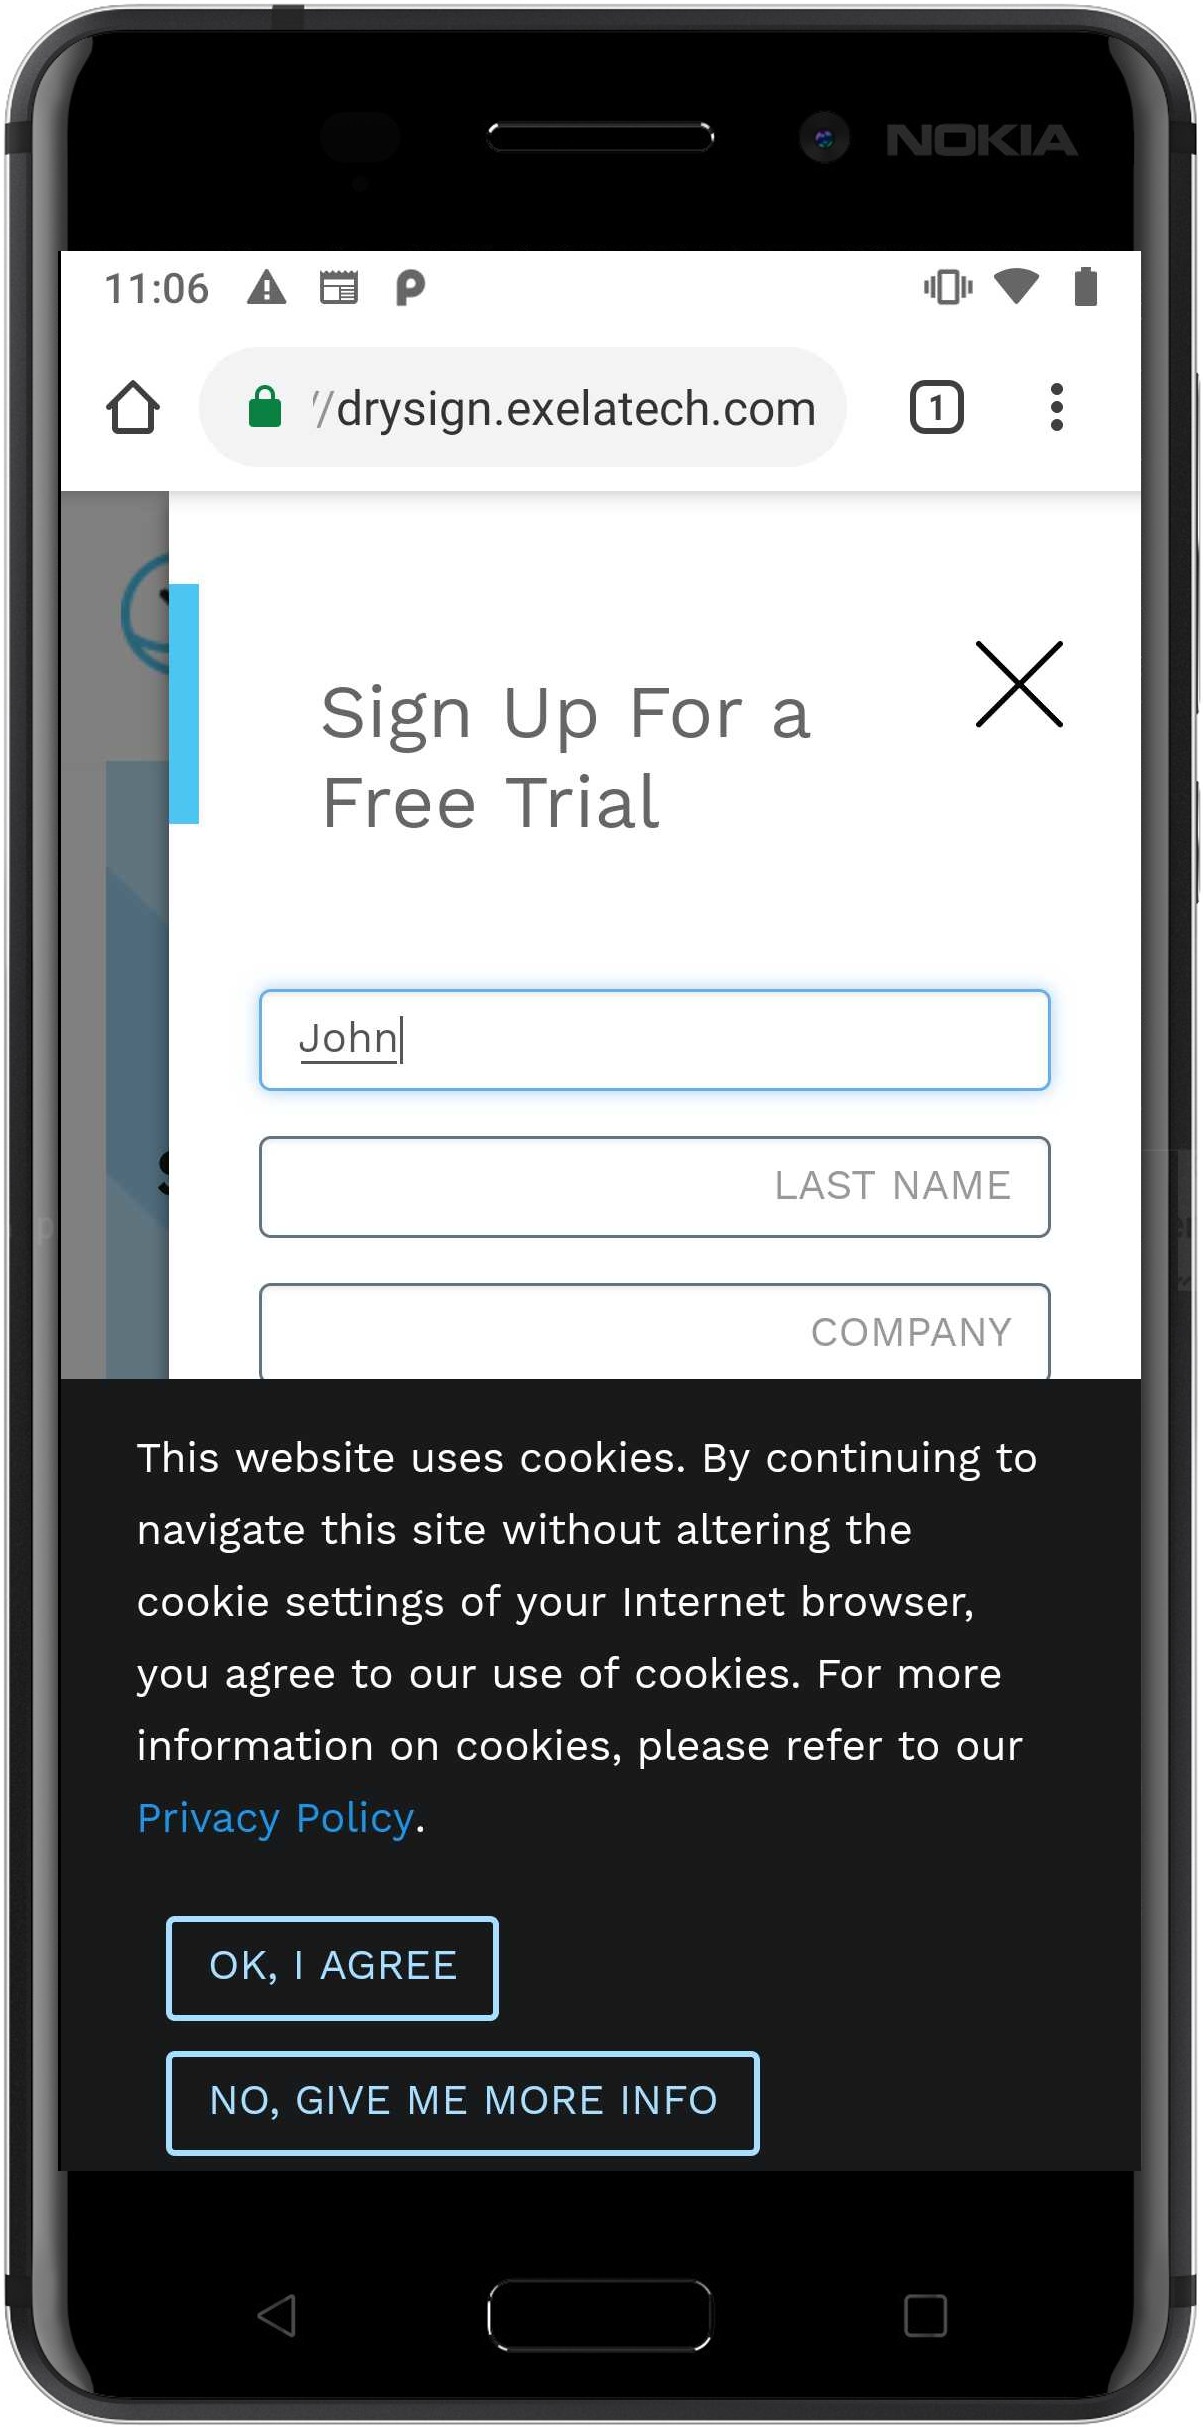 NOKIA
11:06
//drysign.exelatech.com
1
Sign Up For a
Free Trial
John
LAST NAME
COMPANY
This website uses cookies. By continuing to
navigate this site without altering the
cookie settings of your Internet browser,
you agree to our use of cookies. For more
information on cookies, please refer to our
Privacy Policy.
OK, I AGREE
NO, GIVE ME MORE INFO